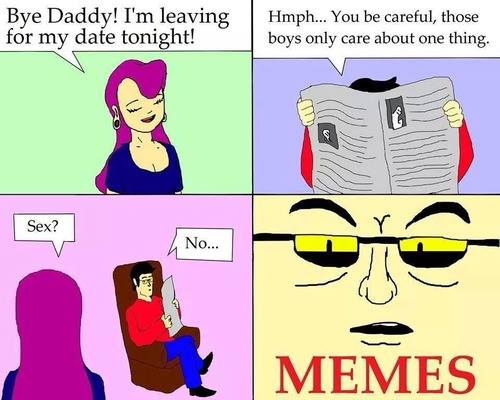 Bye Daddy! I'm leaving
for my date tonight!
Hmph... You be careful, those
boys only care about one thing.
Sex?
No...
MEMES